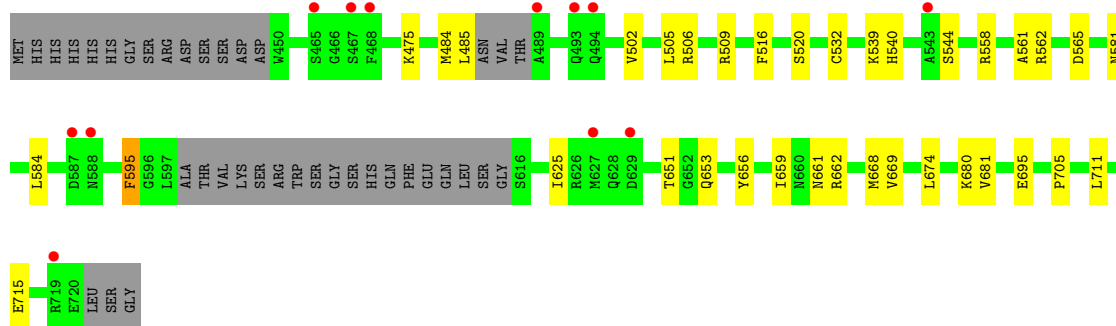 MET HIS HIS HIS HIS HIS HIS GLY SER ARG ASP SER SER ASP ASP W450 S465 G466 S467 F468 K475 M484 L485 ASN VAL THR A489 Q493 Q494 V502 L505 R506 R509 F516 S520 C532 K539 H540 A543 S544 R558 A561 R562 D565 N581
L584 D587 N588 F595 G596 L597 ALA THR VAL LYS SER ARG TRP SER GLY SER HIS GLN PHE GLU GLN LEU SER GLY S616 I625 R626 M627 Q628 D629 T651 G652 Q653 Y656 I659 N660 N661 R662 M668 V669 L674 K680 V681 E695 P705 L711
E715 R719 E720 LEU SER GLY